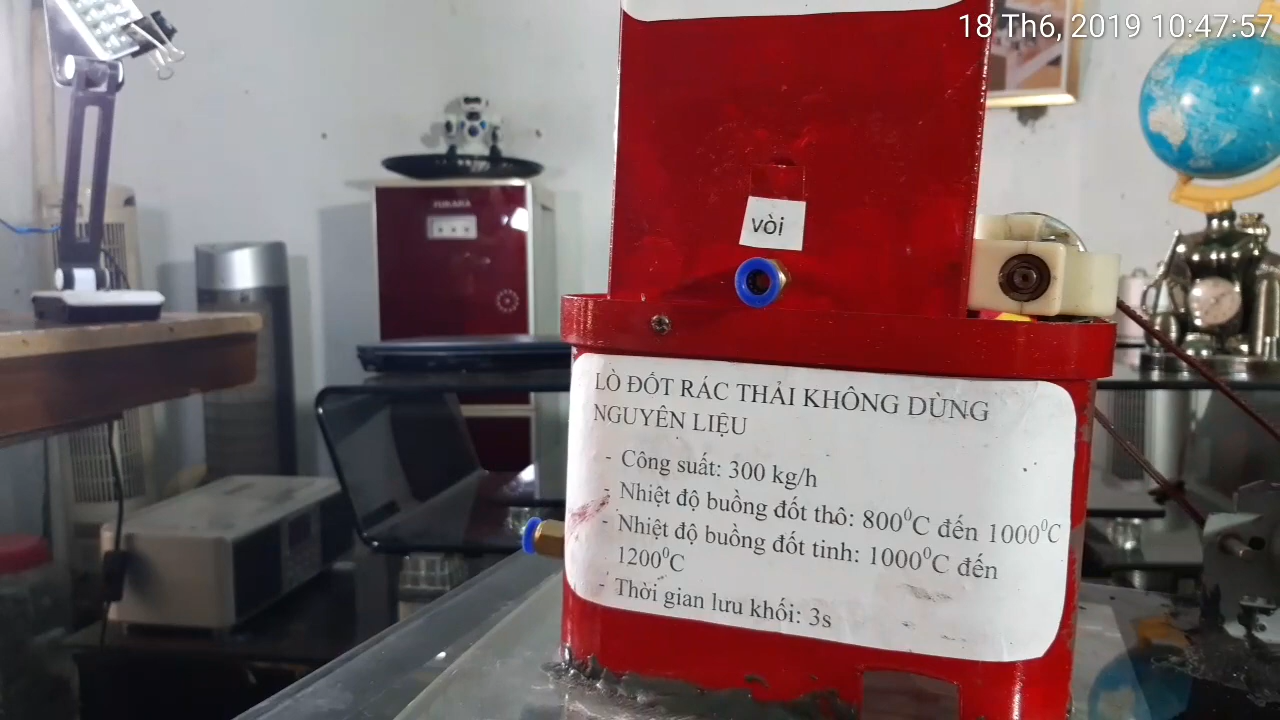 18 Th6, 2019 10:47:57
vòi
LÒ ĐỐT RÁC THẢI KHÔNG DÙNG
NGUYÊN LIỆU
- Công suất: 300 kg/h
- Nhiệt độ buồng đốt thô: 800⁰C đến 1000⁰C
- Nhiệt độ buồng đốt tinh: 1000⁰C đến
1200⁰C
- Thời gian lưu khối: 3s